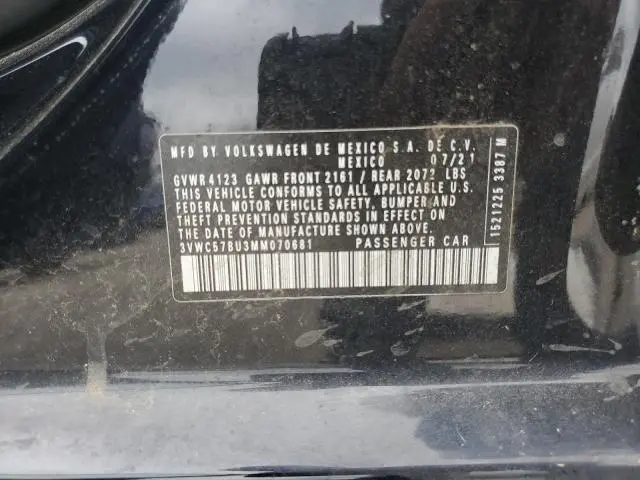 MFD BY VOLKSWAGEN DE MEXICO S.A. DE C.V.
MEXICO 07/21
GVWR 4123 GAWR FRONT 2161 / REAR 2072 LBS
THIS VEHICLE CONFORMS TO ALL APPLICABLE U.S.
FEDERAL MOTOR VEHICLE SAFETY, BUMPER AND
THEFT PREVENTION STANDARDS IN EFFECT ON
THE DATE OF MANUFACTURE SHOWN ABOVE.
3VWC57BU3MM070681 PASSENGER CAR
1521225 3387 M